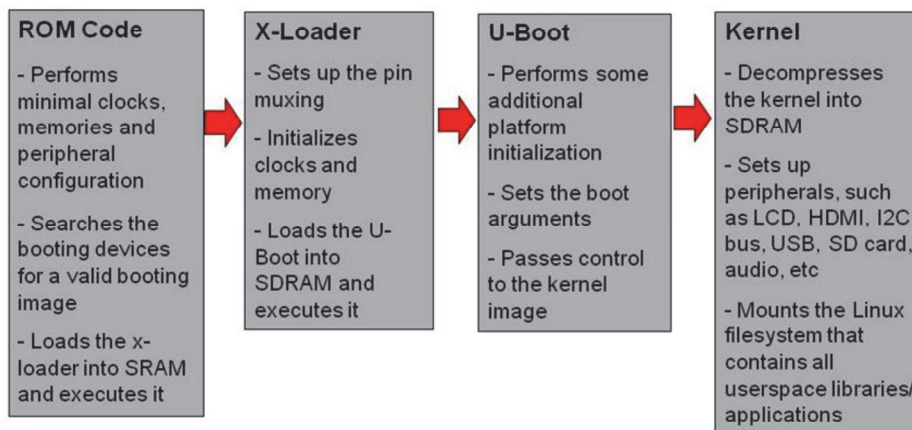 ROM Code
- Performs
minimal clocks,
memories and
peripheral
configuration
- Searches the
booting devices
for a valid booting
image
- Loads the x-
loader into SRAM
and executes it
X-Loader
- Sets up the pin
muxing
- Initializes
clocks and
memory
- Loads the U-
Boot into
SDRAM and
executes it
U-Boot
- Performs some
additional
platform
initialization
- Sets the boot
arguments
- Passes control
to the kernel
image
Kernel
- Decompresses
the kernel into
SDRAM
- Sets up
peripherals, such
as LCD, HDMI, I2C
bus, USB, SD card,
audio, etc
- Mounts the Linux
filesystem that
contains all
userspace libraries/
applications